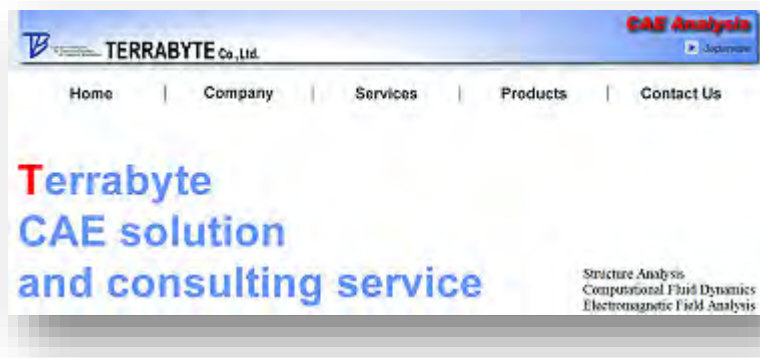 CAE Analysis
TB TERRABYTE Co.,Ltd.
Japanese
Home | Company | Services | Products | Contact Us
Terrabyte
CAE solution
and consulting service
Structure Analysis
Computational Fluid Dynamics
Electromagnetic Field Analysis